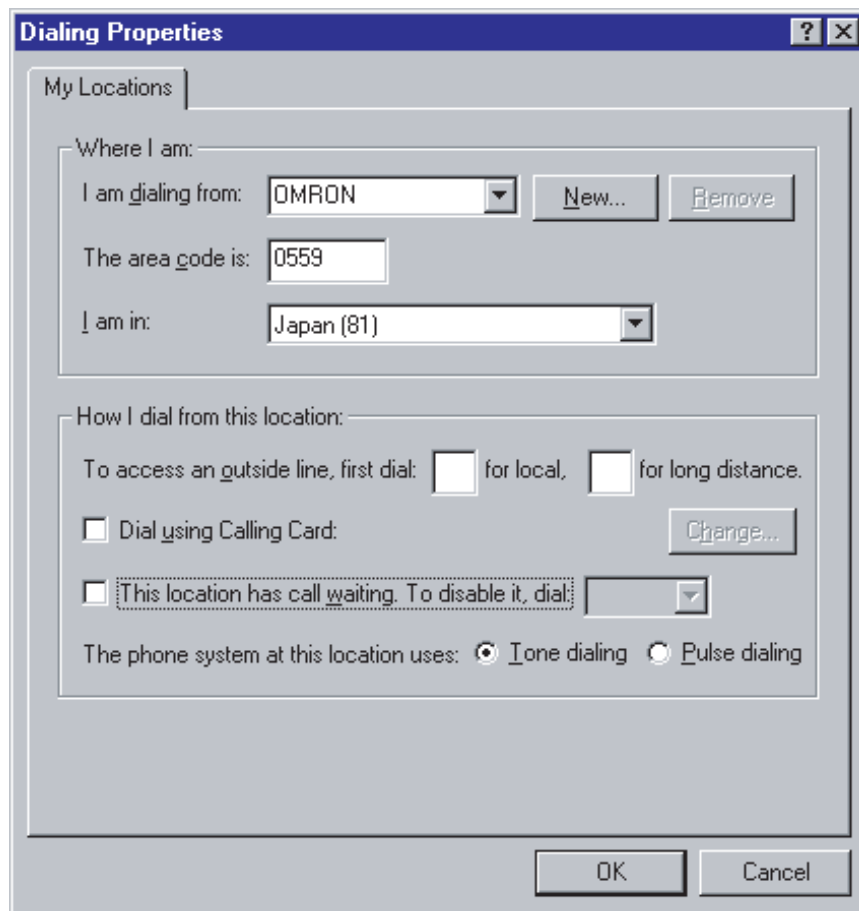 Dialing Properties
My Locations
Where I am:
I am dialing from: OMRON New... Remove
The area code is: 0559
I am in: Japan (81)
How I dial from this location:
To access an outside line, first dial: for local, for long distance.
Dial using Calling Card: Change...
This location has call waiting. To disable it, dial:
The phone system at this location uses: Tone dialing Pulse dialing
OK Cancel